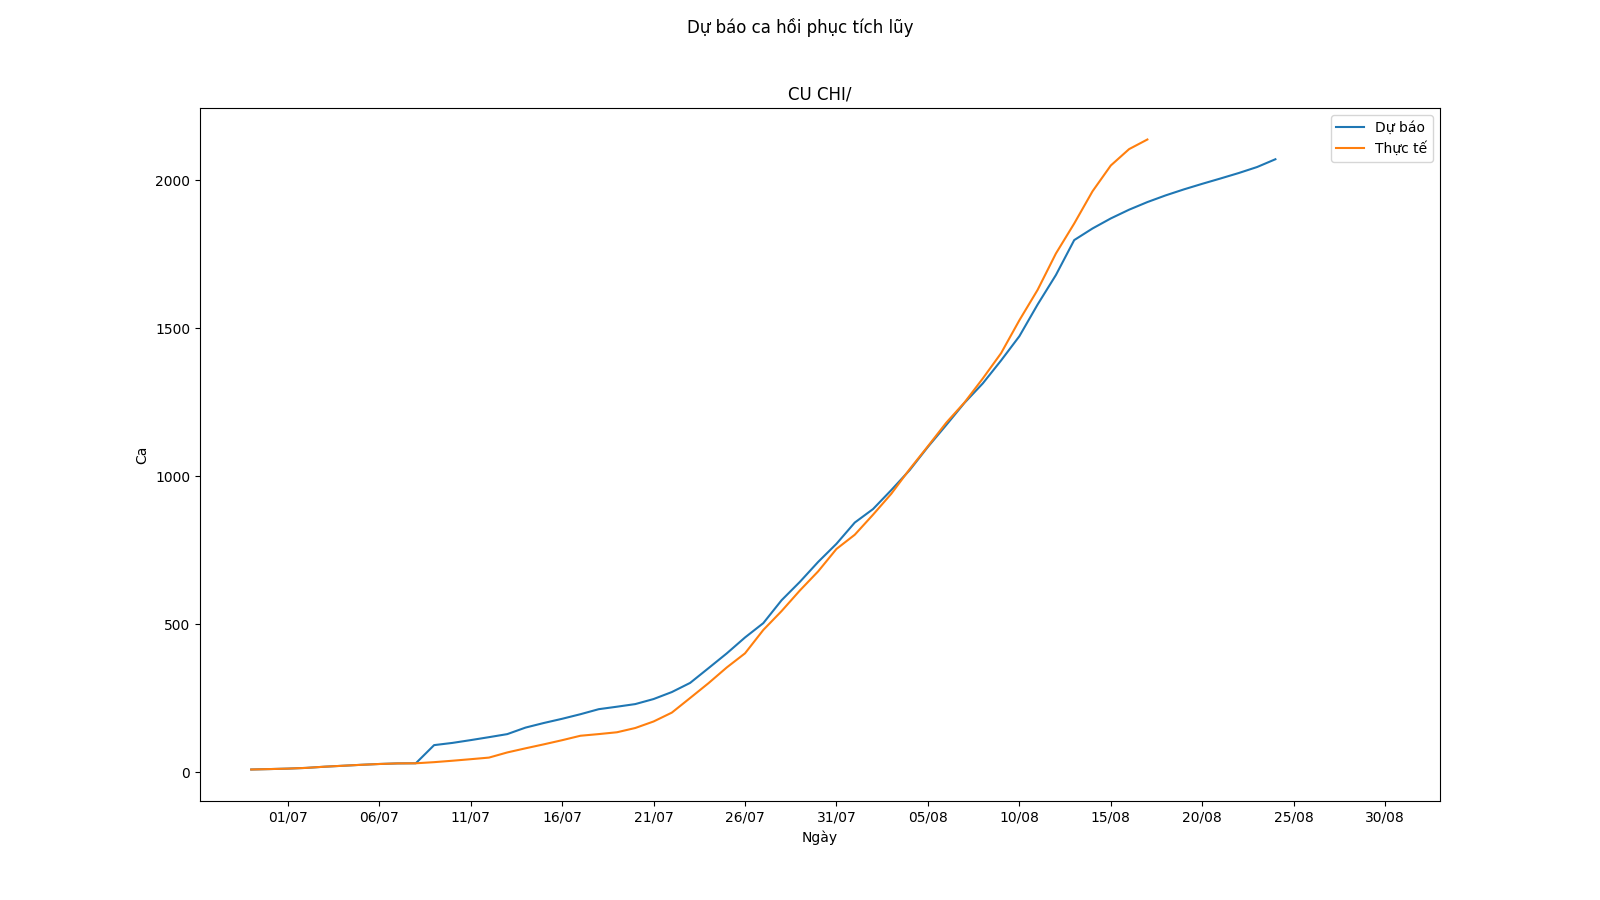 Dự báo ca hồi phục tích lũy
CU CHI/
Dự báo
Thực tế
2000
1500
1000
500
0
Ca
01/07 06/07 11/07 16/07 21/07 26/07 31/07 05/08 10/08 15/08 20/08 25/08 30/08
Ngày